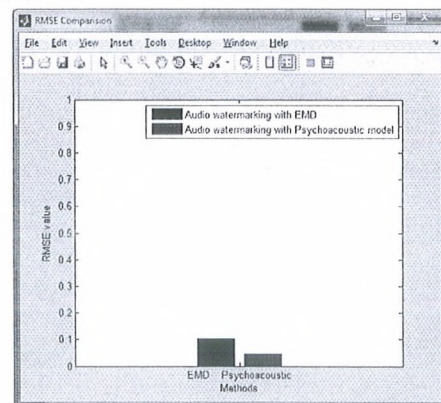 RMSE Comparision
File Edit View Insert Tools Desktop Window Help
Audio watermarking with EMD
Audio watermarking with Psychoacoustic model
1
0.9
0.8
0.7
0.6
0.5
0.4
0.3
0.2
0.1
0
RMSE value
EMD Psychoacoustic
Methods